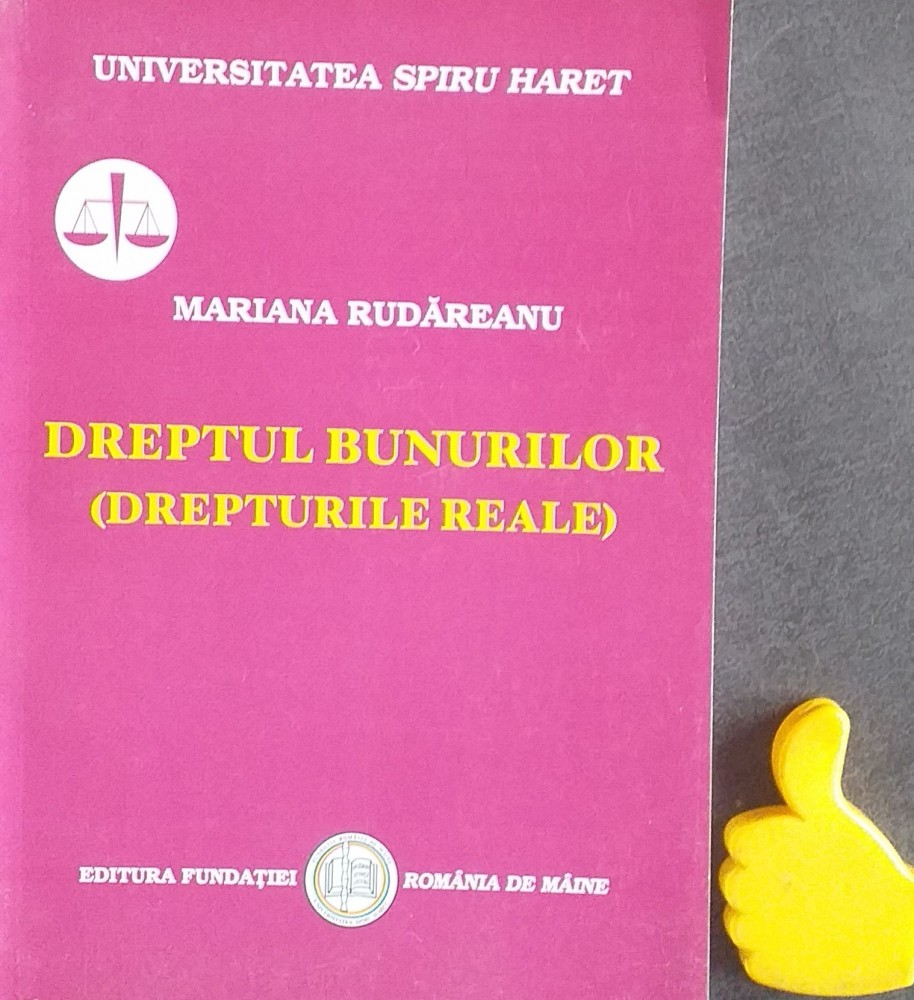 UNIVERSITATEA SPIRU HARET
MARIANA RUDĂREANU
DREPTUL BUNURILOR
(DREPTURILE REALE)
EDITURA FUNDAȚIEI ROMÂNIA DE MÂINE